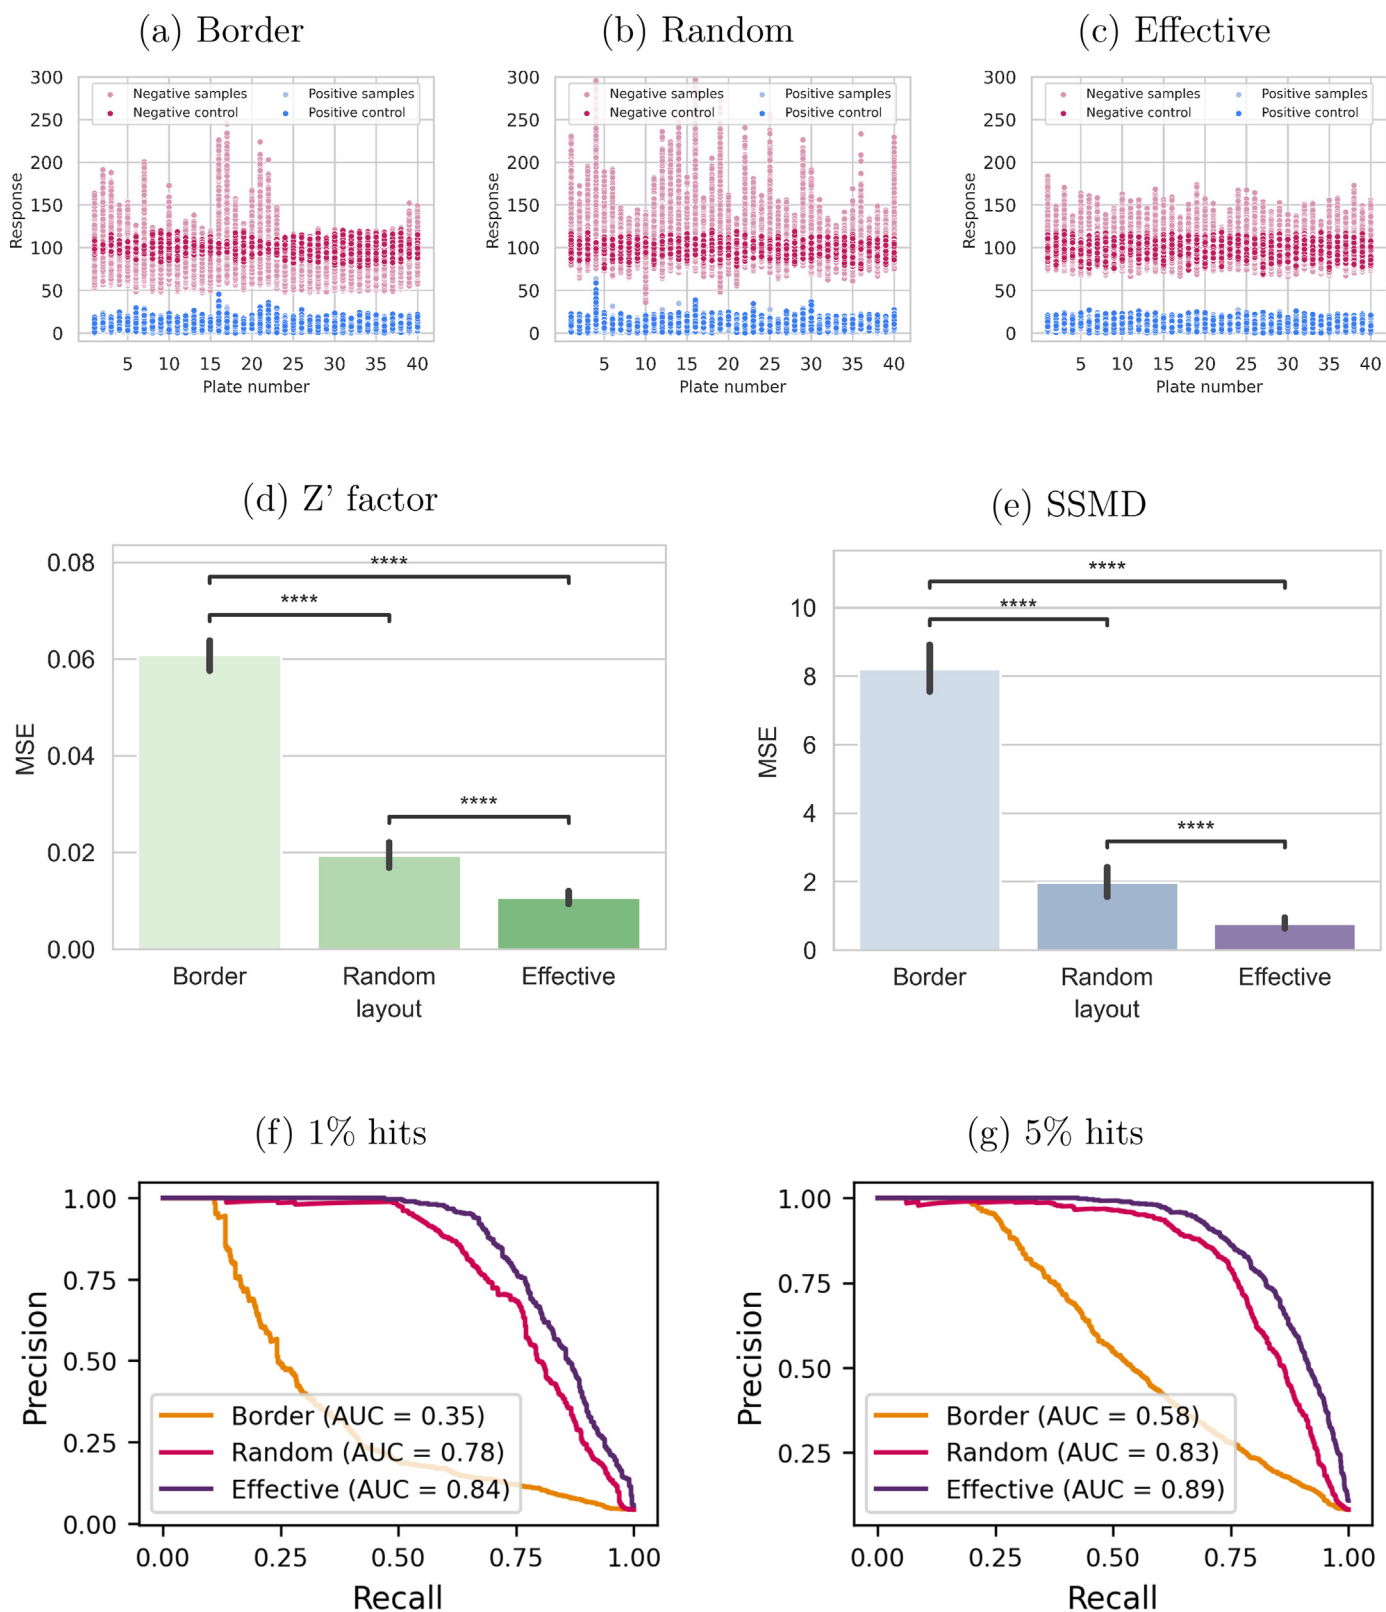 (a) Border
(b) Random
(c) Effective
300
250
200
150
100
50
0
Response
Negative samples
Negative control
Positive samples
Positive control
5 10 15 20 25 30 35 40
Plate number
300
250
200
150
100
50
0
Response
Negative samples
Negative control
Positive samples
Positive control
5 10 15 20 25 30 35 40
Plate number
300
250
200
150
100
50
0
Response
Negative samples
Negative control
Positive samples
Positive control
5 10 15 20 25 30 35 40
Plate number
(d) Z’ factor
0.08
0.06
0.04
0.02
0.00
MSE
****
****
****
Border Random Effective
layout
(e) SSMD
10
8
6
4
2
0
MSE
****
****
****
Border Random Effective
layout
(f) 1% hits
1.00
0.75
0.50
0.25
0.00
Precision
Border (AUC = 0.35)
Random (AUC = 0.78)
Effective (AUC = 0.84)
0.00 0.25 0.50 0.75 1.00
Recall
(g) 5% hits
1.00
0.75
0.50
0.25
Precision
Border (AUC = 0.58)
Random (AUC = 0.83)
Effective (AUC = 0.89)
0.00 0.25 0.50 0.75 1.00
Recall